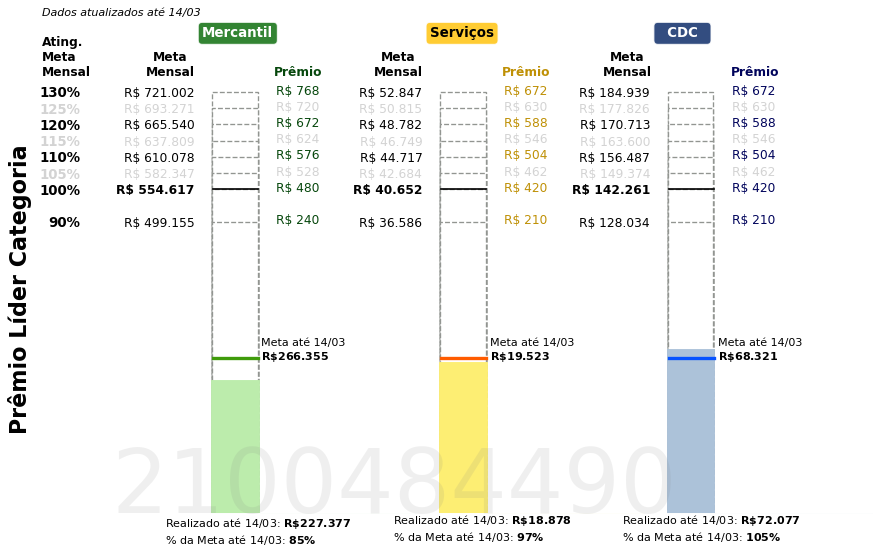 Dados atualizados até 14/03
Mercantil Serviços CDC
Ating. Meta Mensal
Meta Mensal Prêmio Meta Mensal Prêmio Meta Mensal Prêmio
130% R$ 721.002 R$ 768 R$ 52.847 R$ 672 R$ 184.939 R$ 672
125% R$ 693.271 R$ 720 R$ 50.815 R$ 630 R$ 177.826 R$ 630
120% R$ 665.540 R$ 672 R$ 48.782 R$ 588 R$ 170.713 R$ 588
115% R$ 637.809 R$ 624 R$ 46.749 R$ 546 R$ 163.600 R$ 546
110% R$ 610.078 R$ 576 R$ 44.717 R$ 504 R$ 156.487 R$ 504
105% R$ 582.347 R$ 528 R$ 42.684 R$ 462 R$ 149.374 R$ 462
100% R$ 554.617 R$ 480 R$ 40.652 R$ 420 R$ 142.261 R$ 420
90% R$ 499.155 R$ 240 R$ 36.586 R$ 210 R$ 128.034 R$ 210
Prêmio Líder Categoria
Meta até 14/03 Meta até 14/03 Meta até 14/03
R$266.355 R$19.523 R$68.321
2100484490
Realizado até 14/03: R$227.377 Realizado até 14/03: R$18.878 Realizado até 14/03: R$72.077
% da Meta até 14/03: 85% % da Meta até 14/03: 97% % da Meta até 14/03: 105%